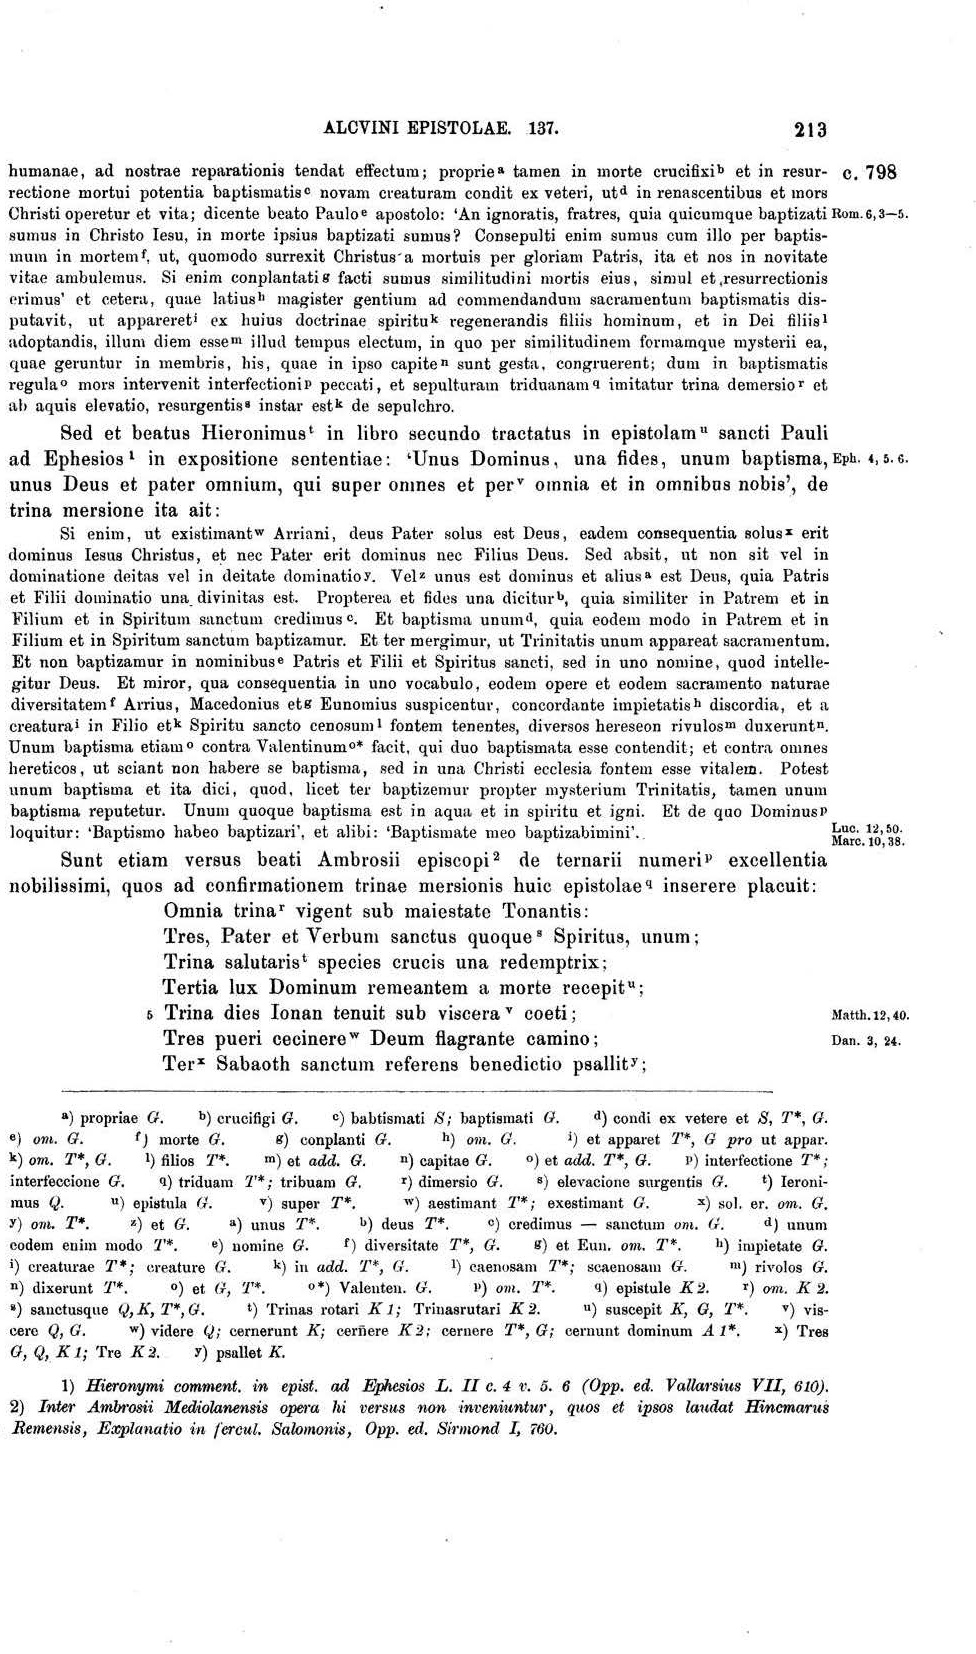 ALCVINI EPISTOLAE. 137. 213
humanae, ad nostrae reparationis tendat effectum; proprie a tamen in morte crucifixi b et in resur- c. 798
rectione mortui potentia baptismatis c novam creaturam condit ex veteri, ut d in renascentibus et mors
Christi operetur et vita; dicente beato Paulo e apostolo: ‘An ignoratis, fratres, quia quicumque baptizati Rom. 6, 3—5.
sumus in Christo Iesu, in morte ipsius baptizati sumus? Consepulti enim sumus cum illo per baptis-
mum in mortem f, ut, quomodo surrexit Christus a mortuis per gloriam Patris, ita et nos in novitate
vitae ambulemus. Si enim conplantati g facti sumus similitudini mortis eius, simul et resurrectionis
erimus’ et cetera, quae latius h magister gentium ad commendandum sacramentum baptismatis dis-
putavit, ut appareret i ex huius doctrinae spiritu k regenerandis filiis hominum, et in Dei filiis l
adoptandis, illum diem esse m illud tempus electum, in quo per similitudinem formamque mysterii ea,
quae geruntur in membris, his, quae in ipso capite n sunt gesta, congruerent; dum in baptismatis
regula o mors intervenit interfectioni p peccati, et sepulturam triduanam q imitatur trina demersio r et
ab aquis elevatio, resurgentis s instar est k de sepulchro.
Sed et beatus Hieronimus t in libro secundo tractatus in epistolam u sancti Pauli
ad Ephesios 1 in expositione sententiae: ‘Unus Dominus, una fides, unum baptisma, Eph. 4, 5. 6.
unus Deus et pater omnium, qui super omnes et per v omnia et in omnibus nobis’, de
trina mersione ita ait:
Si enim, ut existimant w Arriani, deus Pater solus est Deus, eadem consequentia solus x erit
dominus Iesus Christus, et nec Pater erit dominus nec Filius Deus. Sed absit, ut non sit vel in
dominatione deitas vel in deitate dominatio y. Vel z unus est dominus et alius a est Deus, quia Patris
et Filii dominatio una divinitas est. Propterea et fides una dicitur b, quia similiter in Patrem et in
Filium et in Spiritum sanctum credimus c. Et baptisma unum d, quia eodem modo in Patrem et in
Filium et in Spiritum sanctum baptizamur. Et ter mergimur, ut Trinitatis unum appareat sacramentum.
Et non baptizamur in nominibus e Patris et Filii et Spiritus sancti, sed in uno nomine, quod intelle-
gitur Deus. Et miror, qua consequentia in uno vocabulo, eodem opere et eodem sacramento naturae
diversitatem f Arrius, Macedonius et g Eunomius suspicentur, concordante impietatis h discordia, et a
creatura i in Filio et k Spiritu sancto cenosum l fontem tenentes, diversos hereseon rivulos m duxerunt n.
Unum baptisma etiam o contra Valentinum o* facit, qui duo baptismata esse contendit; et contra omnes
hereticos, ut sciant non habere se baptisma, sed in una Christi ecclesia fontem esse vitalem. Potest
unum baptisma et ita dici, quod, licet ter baptizemur propter mysterium Trinitatis, tamen unum
baptisma reputetur. Unum quoque baptisma est in aqua et in spiritu et igni. Et de quo Dominus p
loquitur: ‘Baptismo habeo baptizari’, et alibi: ‘Baptismate meo baptizabimini’. Luc. 12, 50.
Marc. 10, 38.
Sunt etiam versus beati Ambrosii episcopi 2 de ternarii numeri p excellentia
nobilissimi, quos ad confirmationem trinae mersionis huic epistolae q inserere placuit:
Omnia trina r vigent sub maiestate Tonantis:
Tres, Pater et Verbum sanctus quoque s Spiritus, unum;
Trina salutaris t species crucis una redemptrix;
Tertia lux Dominum remeantem a morte recepit u;
5 Trina dies Ionan tenuit sub viscera v coeti; Matth. 12, 40.
Tres pueri cecinere w Deum flagrante camino; Dan. 3, 24.
Ter x Sabaoth sanctum referens benedictio psallit y;
a) propriae G. b) crucifigi G. c) babtismati S; baptismati G. d) condi ex vetere et S, T*, G.
e) om. G. f) morte G. g) conplanti G. h) om. G. i) et apparet T*, G pro ut appar.
k) om. T*, G. l) filios T*. m) et add. G. n) capitae G. o) et add. T*, G. p) interfectione T*;
interfeccione G. q) triduam T*; tribuam G. r) dimersio G. s) elevacione surgentis G. t) Ieroni-
mus Q. u) epistula G. v) super T*. w) aestimant T*; exestimant G. x) sol. er. om. G.
y) om. T*. z) et G. a) unus T*. b) deus T*. c) credimus — sanctum om. G. d) unum
eodem enim modo T*. e) nomine G. f) diversitate T*, G. g) et Eun. om. T*. h) impietate G.
i) creaturae T*; creature G. k) in add. T*, G. l) caenosam T*; scaenosam G. m) rivolos G.
n) dixerunt T*. o) et G, T*. o*) Valenten. G. p) om. T*. q) epistule K 2. r) om. K 2.
s) sanctusque Q, K, T*, G. t) Trinas rotari K 1; Trinasrutari K 2. u) suscepit K, G, T*. v) vis-
cere Q, G. w) videre Q; cernerunt K; cern̄ere K 2; cernere T*, G; cernunt dominum A 1*. x) Tres
G, Q, K 1; Tre K 2. y) psallet K.
1) Hieronymi comment. in epist. ad Ephesios L. II c. 4 v. 5. 6 (Opp. ed. Vallarsius VII, 610).
2) Inter Ambrosii Mediolanensis opera hi versus non inveniuntur, quos et ipsos laudat Hincmarus
Remensis, Explanatio in fercul. Salomonis, Opp. ed. Sirmond I, 760.